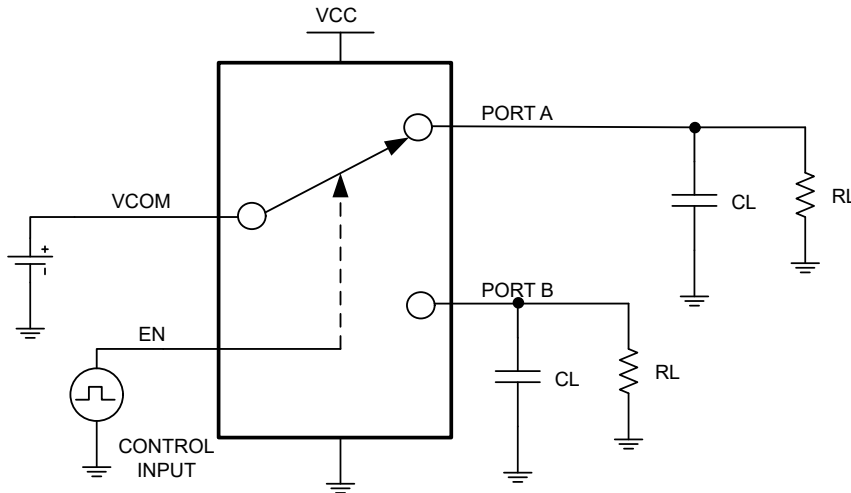 VCC
PORT A
VCOM
CL
RL
PORT B
EN
CL
RL
CONTROL
INPUT
+
-